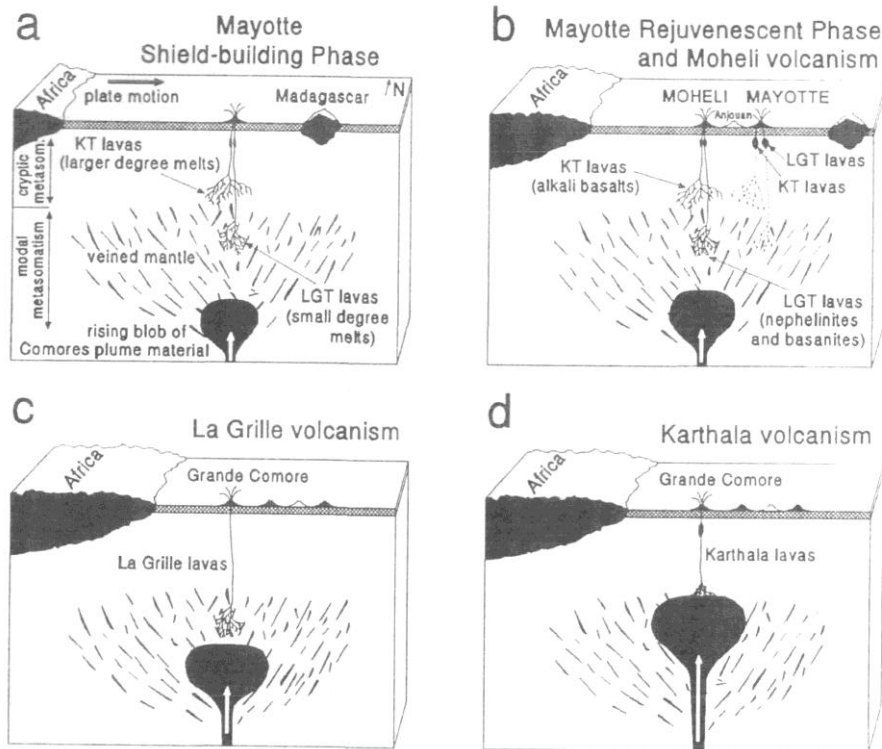 a
Mayotte
Shield-building Phase
Africa
plate motion
Madagascar
N
KT lavas
(larger degree melts)
cryptic
metasom.
modal
metasomatism
veined mantle
LGT lavas
(small degree
melts)
rising blob of
Comores plume material
b
Mayotte Rejuvenescent Phase
and Moheli volcanism
MOHELI
MAYOTTE
Anjouan
LGT lavas
KT lavas
KT lavas
(alkali basalts)
LGT lavas
(nephelinites
and basanites)
c
La Grille volcanism
Africa
Grande Comore
La Grille lavas
d
Karthala volcanism
Africa
Grande Comore
Karthala lavas